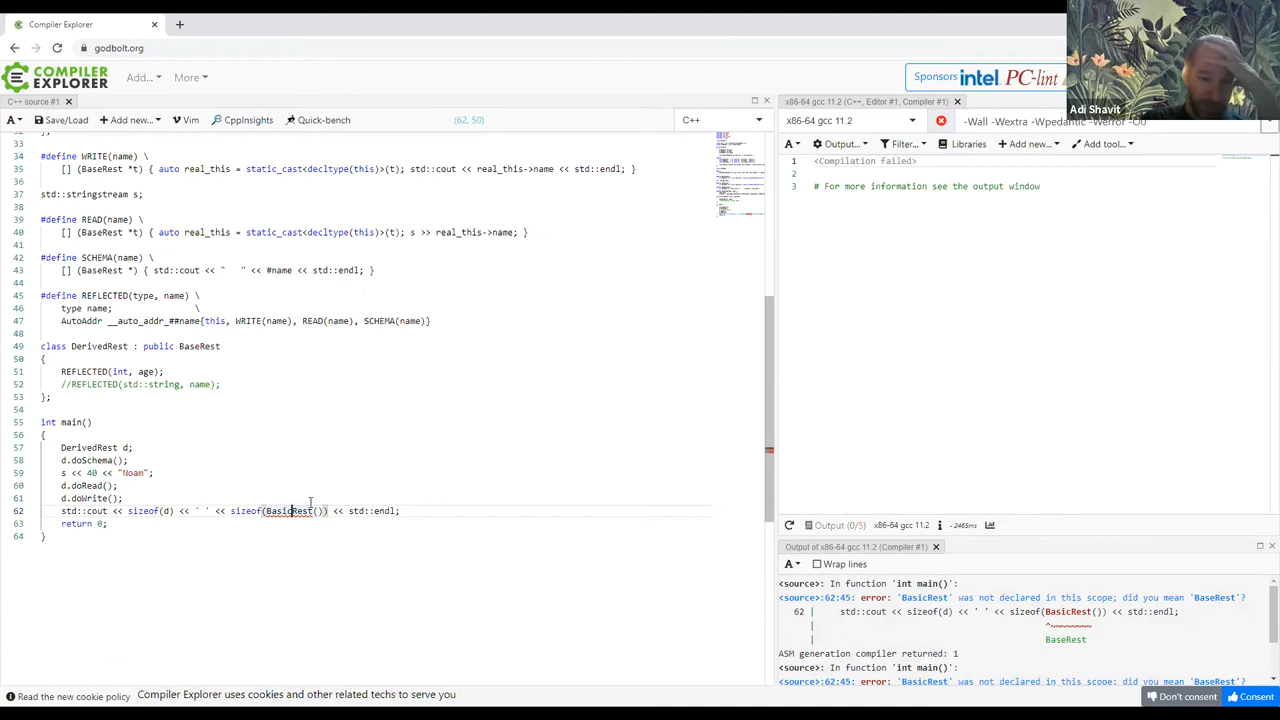 Compiler Explorer
godbolt.org
COMPILER EXPLORER
Add...
More
Sponsors intel PC-lint
Adi Shavit
C++ source #1
A Save/Load Add new... Vim CppInsights Quick-bench (62, 50) C++
33
34 #define WRITE(name) \
35 [] (BaseRest *t) { auto real_this = static_cast<decltype(this)>(t); std::cout << real_this->name << std::endl; }
36
37 stringstream s;
38
39 #define READ(name) \
40 [] (BaseRest *t) { auto real_this = static_cast<decltype(this)>(t); s >> real_this->name; }
41
42 #define SCHEMA(name) \
43 [] (BaseRest *) { std::cout << "   " << #name << std::endl; }
44
45 #define REFLECTED(type, name) \
46 type name; \
47 AutoAddr __auto_addr_##name{this, WRITE(name), READ(name), SCHEMA(name)}
48
49 class DerivedRest : public BaseRest
50 {
51 REFLECTED(int, age);
52 //REFLECTED(std::string, name);
53 };
54
55 int main()
56 {
57 DerivedRest d;
58 d.doSchema();
59 s << 40 << "Noam";
60 d.doRead();
61 d.doWrite();
62 std::cout << sizeof(d) << ' ' << sizeof(BasicRest()) << std::endl;
63 return 0;
64 }
x86-64 gcc 11.2 (C++, Editor #1, Compiler #1)
x86-64 gcc 11.2 -Wall -Wextra -Wpedantic -Werror -O0
A Output... Filter... Libraries Add new... Add tool...
1 <Compilation failed>
2
3 # For more information see the output window
Output (0/5) x86-64 gcc 11.2 - 2465ms
Output of x86-64 gcc 11.2 (Compiler #1)
A Wrap lines
<source>: In function 'int main()':
<source>:62:45: error: 'BasicRest' was not declared in this scope; did you mean 'BaseRest'?
62 | std::cout << sizeof(d) << ' ' << sizeof(BasicRest()) << std::endl;
| ^~~~~~~~~
| BaseRest
ASM generation compiler returned: 1
<source>: In function 'int main()':
<source>:62:45: error: 'BasicRest' was not declared in this scope; did you mean 'BaseRest'?
Read the new cookie policy Compiler Explorer uses cookies and other related techs to serve you Don't consent Consent